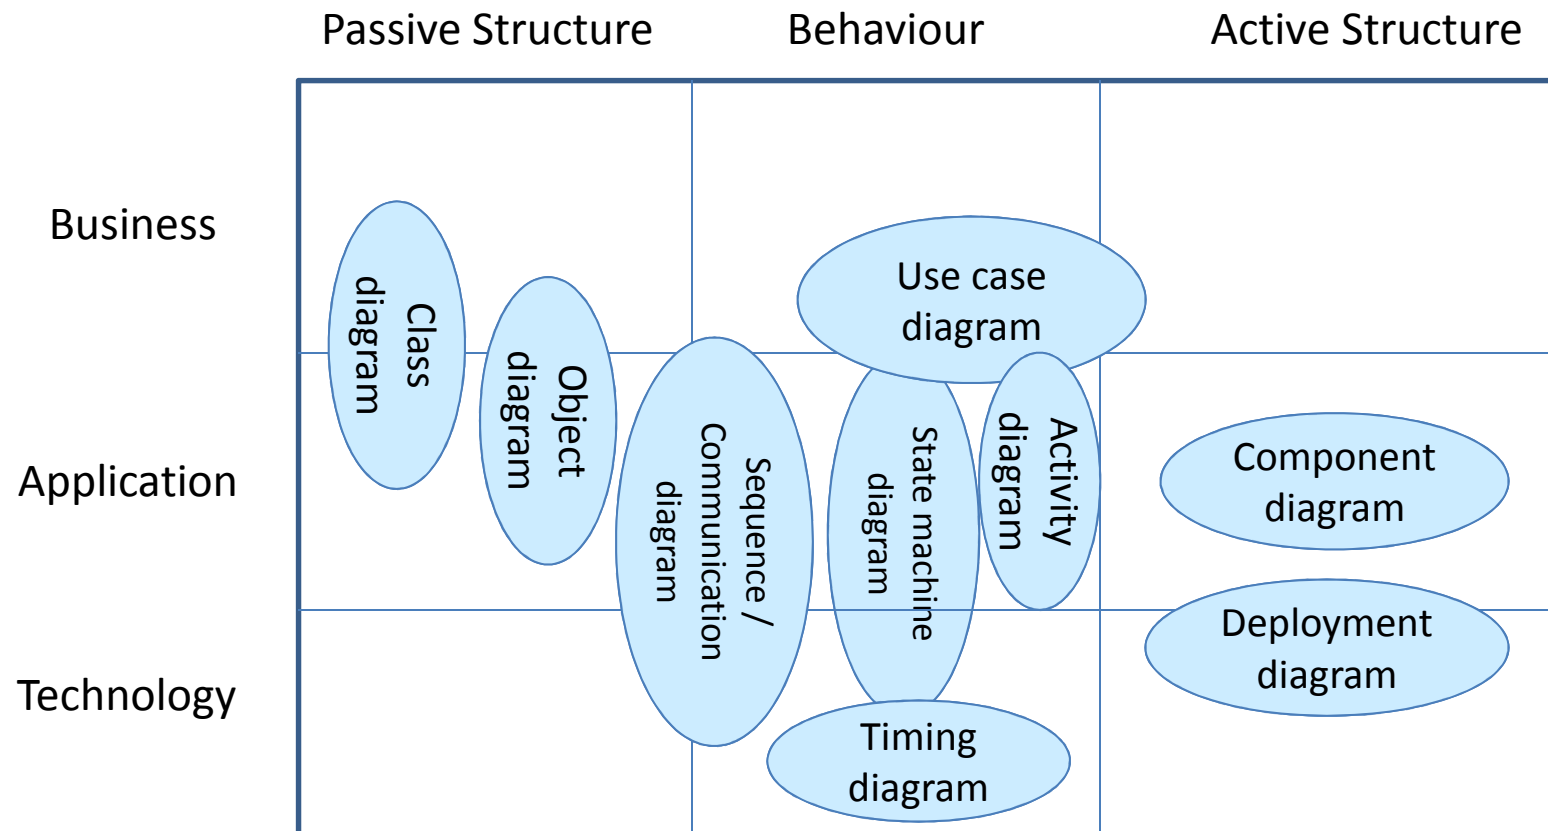 Passive Structure
Behaviour
Active Structure
Business
Class
diagram
Object
diagram
Use case
diagram
Application
Sequence /
Communication
diagram
State machine
diagram
Activity
diagram
Component
diagram
Technology
Deployment
diagram
Timing
diagram